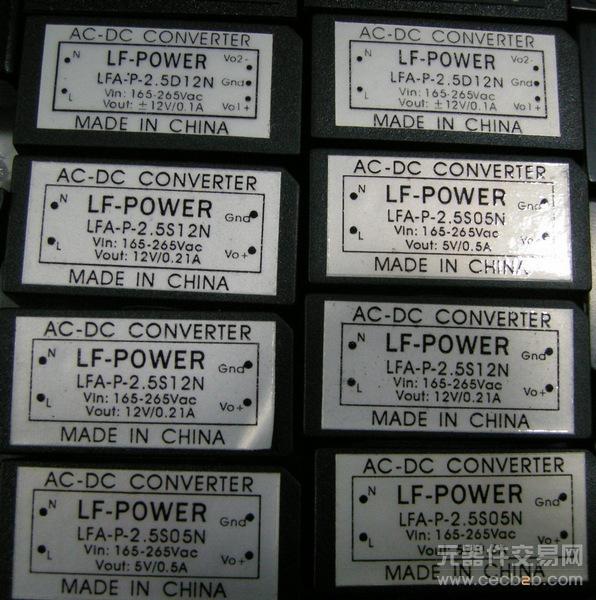 AC-DC CONVERTER
N LF-POWER Vo2-
LFA-P-2.5D12N Gnd
L Vin: 165-265Vac
Vout: ±12V/0.1A Vo1+
MADE IN CHINA
AC-DC CONVERTER
N LF-POWER Vo2-
LFA-P-2.5D12N Gnd
L Vin: 165-265Vac
Vout: ±12V/0.1A Vo1+
MADE IN CHINA
AC-DC CONVERTER
N LF-POWER Gnd
LFA-P-2.5S12N
L Vin: 165-265Vac
Vout: 12V/0.21A Vo+
MADE IN CHINA
AC-DC CONVERTER
N LF-POWER Gnd
LFA-P-2.5S05N
L Vin: 165-265Vac
Vout: 5V/0.5A Vo+
MADE IN CHINA
AC-DC CONVERTER
N LF-POWER Gnd
LFA-P-2.5S12N
L Vin: 165-265Vac
Vout: 12V/0.21A Vo+
MADE IN CHINA
AC-DC CONVERTER
N LF-POWER Gnd
LFA-P-2.5S12N
L Vin: 165-265Vac
Vout: 12V/0.21A Vo+
MADE IN CHINA
AC-DC CONVERTER
N LF-POWER Gnd
LFA-P-2.5S05N
L Vin: 165-265Vac
Vout: 5V/0.5A Vo+
MADE IN CHINA
AC-DC CONVERTER
N LF-POWER Gnd
LFA-P-2.5S05N
L Vin: 165-265Vac
Vo+
MADE IN CHINA
元器件交易网
www.cecb2b.com